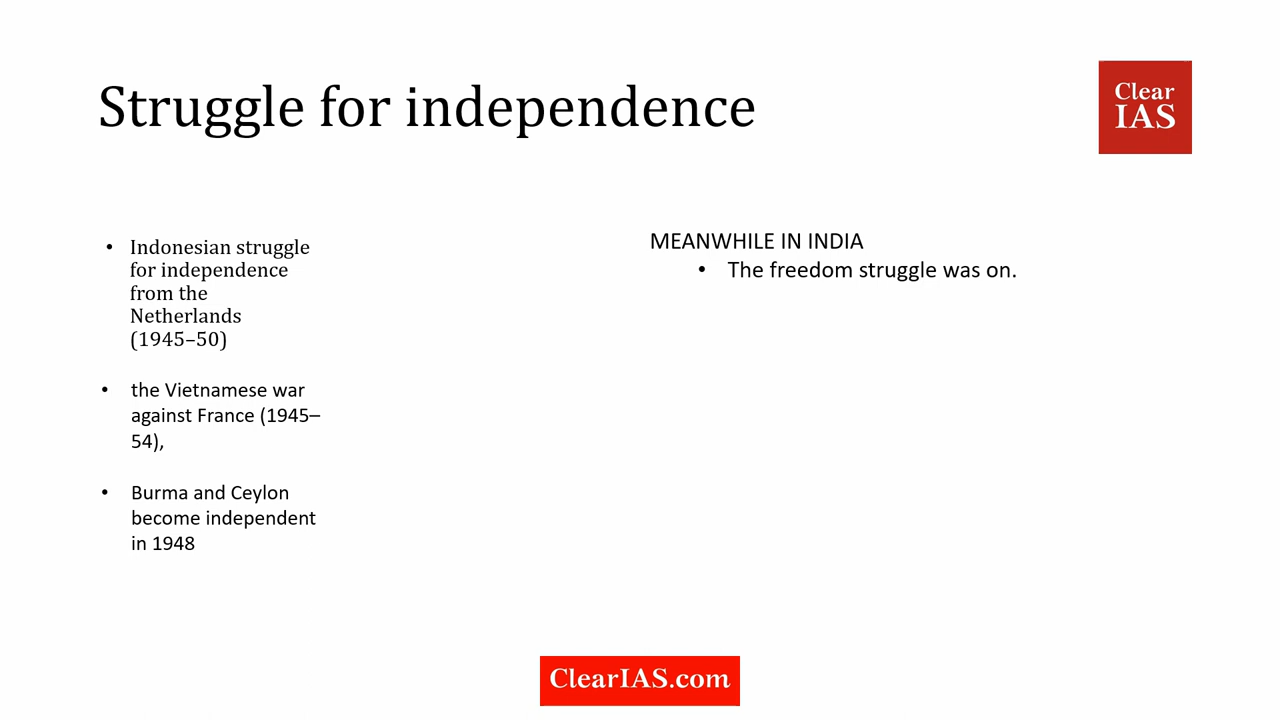 Struggle for independence
Clear
IAS
• Indonesian struggle
for independence
from the
Netherlands
(1945–50)
• the Vietnamese war
against France (1945–
54),
• Burma and Ceylon
become independent
in 1948
MEANWHILE IN INDIA
• The freedom struggle was on.
ClearIAS.com